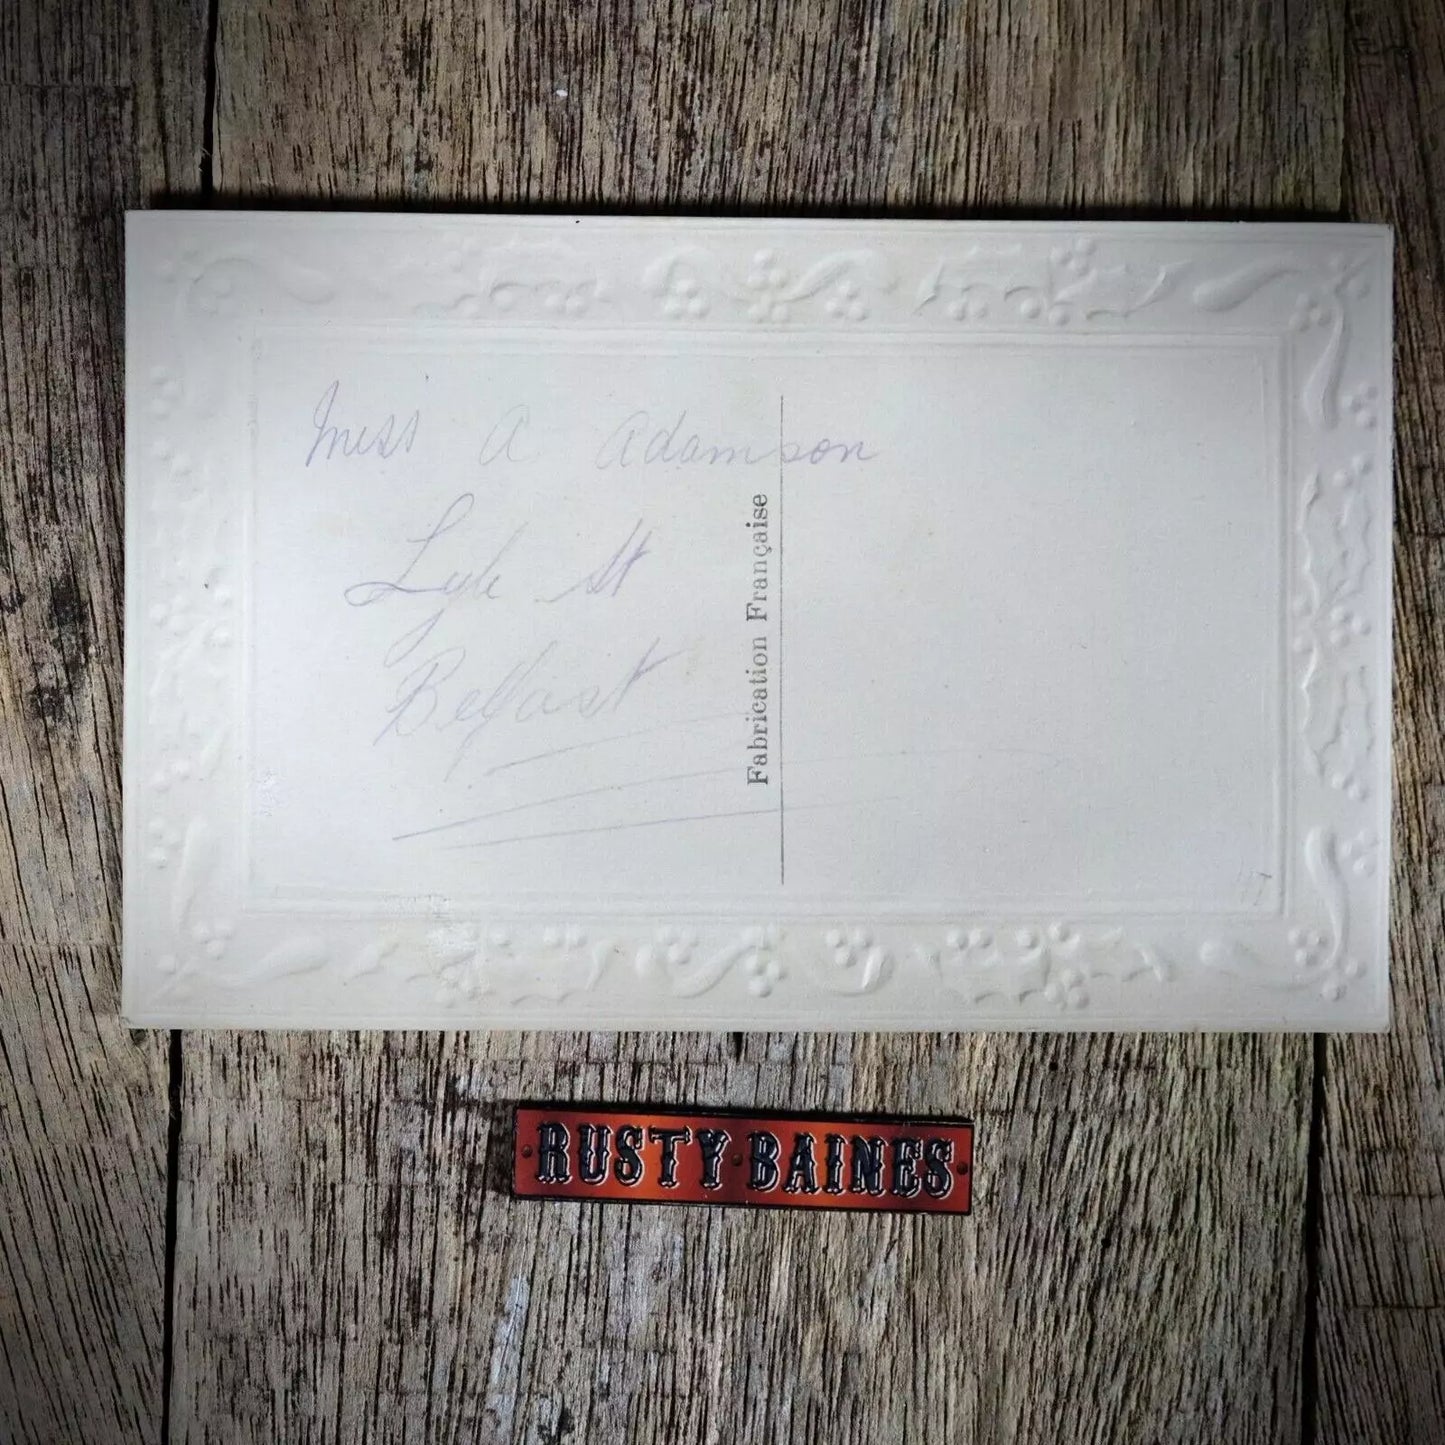 Miss A Adamson
Lyle St
Belfast
Fabrication Française
RUSTY BAINES